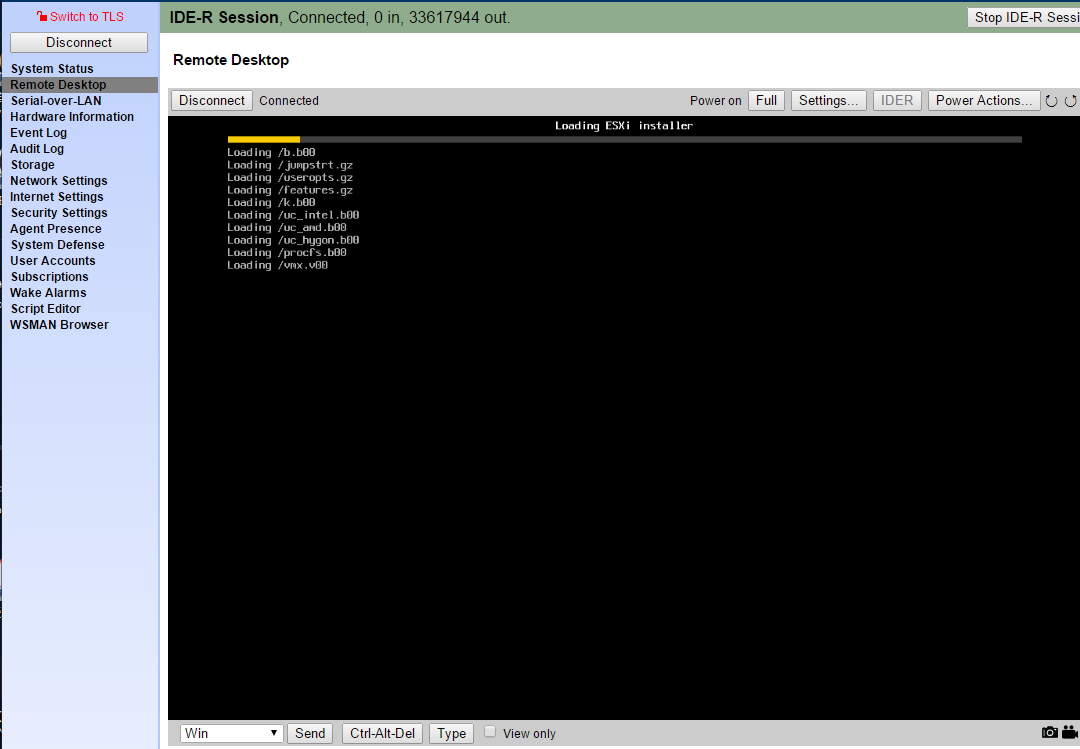 Switch to TLS
Disconnect
System Status
Remote Desktop
Serial-over-LAN
Hardware Information
Event Log
Audit Log
Storage
Network Settings
Internet Settings
Security Settings
Agent Presence
System Defense
User Accounts
Subscriptions
Wake Alarms
Script Editor
WSMAN Browser
IDE-R Session, Connected, 0 in, 33617944 out.
Stop IDE-R Sessi
Remote Desktop
Disconnect Connected Power on Full Settings... IDER Power Actions...
Loading ESXi installer
Loading /b.b00
Loading /jumpstrt.gz
Loading /useropts.gz
Loading /features.gz
Loading /k.b00
Loading /uc_intel.b00
Loading /uc_amd.b00
Loading /uc_hygon.b00
Loading /procfs.b00
Loading /vmx.v00
Win Send Ctrl-Alt-Del Type View only